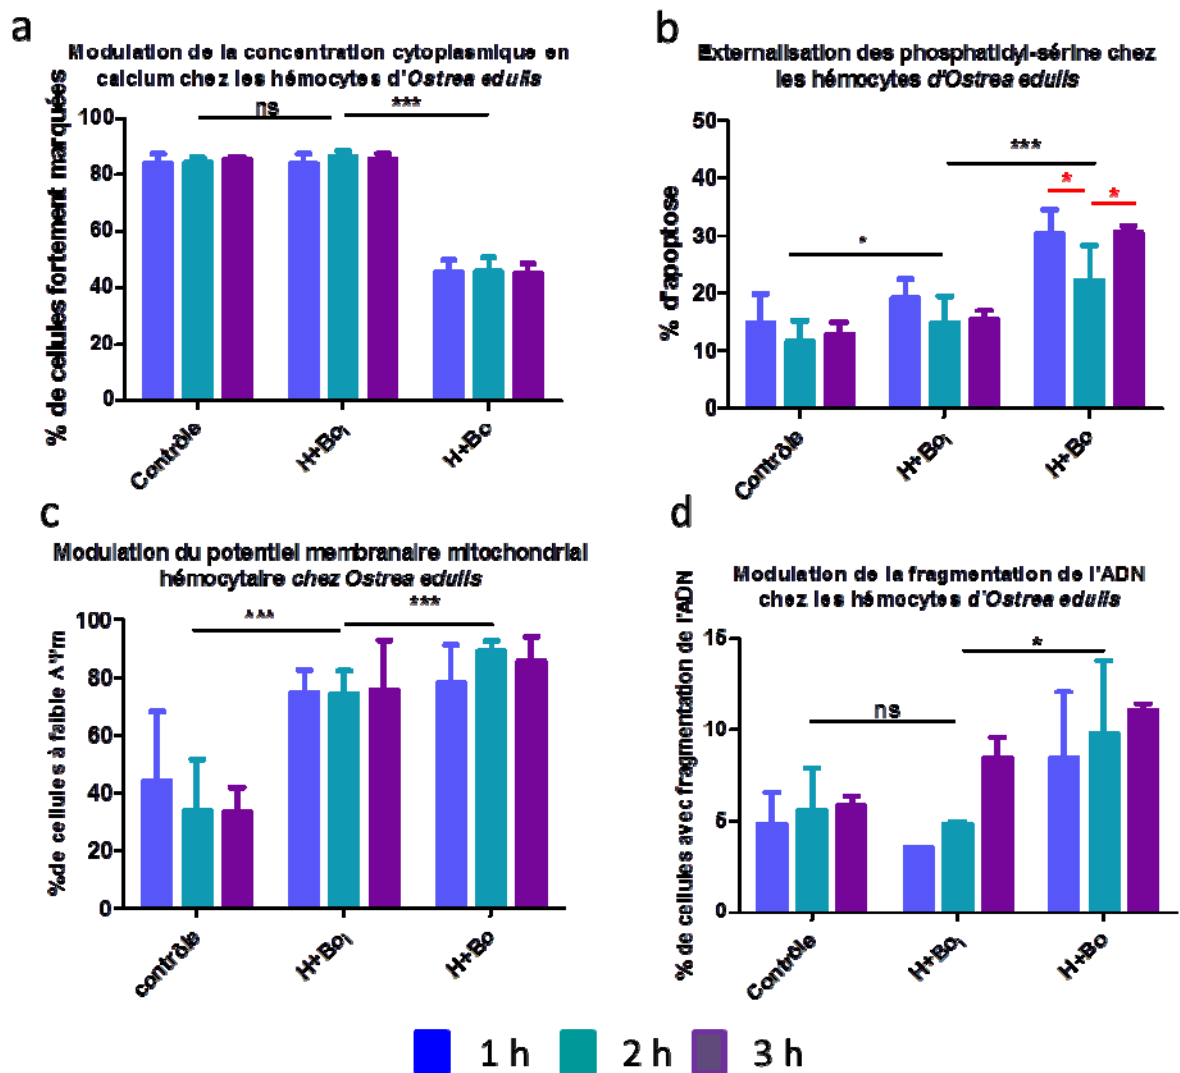 a
Modulation de la concentration cytoplasmique en
calcium chez les hémocytes d'Ostrea edulis
% de cellules fortement marquées
ns
***
100
80
60
40
20
0
Contrôle
H+Boi
H+Bo
b
Externalisation des phosphatidyl-sérine chez
les hémocytes d'Ostrea edulis
% d'apoptose
50
40
30
20
10
0
*
***
*
*
Contrôle
H+Boi
H+Bo
c
Modulation du potentiel membranaire mitochondrial
hémocytaire chez Ostrea edulis
%de cellules à faible ΔΨm
***
***
100
80
60
40
20
0
contrôle
H+Boi
H+Bo
d
Modulation de la fragmentation de l'ADN
chez les hémocytes d'Ostrea edulis
% de cellules avec fragmentation de l'ADN
15
10
5
0
ns
*
Contrôle
H+Boi
H+Bo
1 h 2 h 3 h